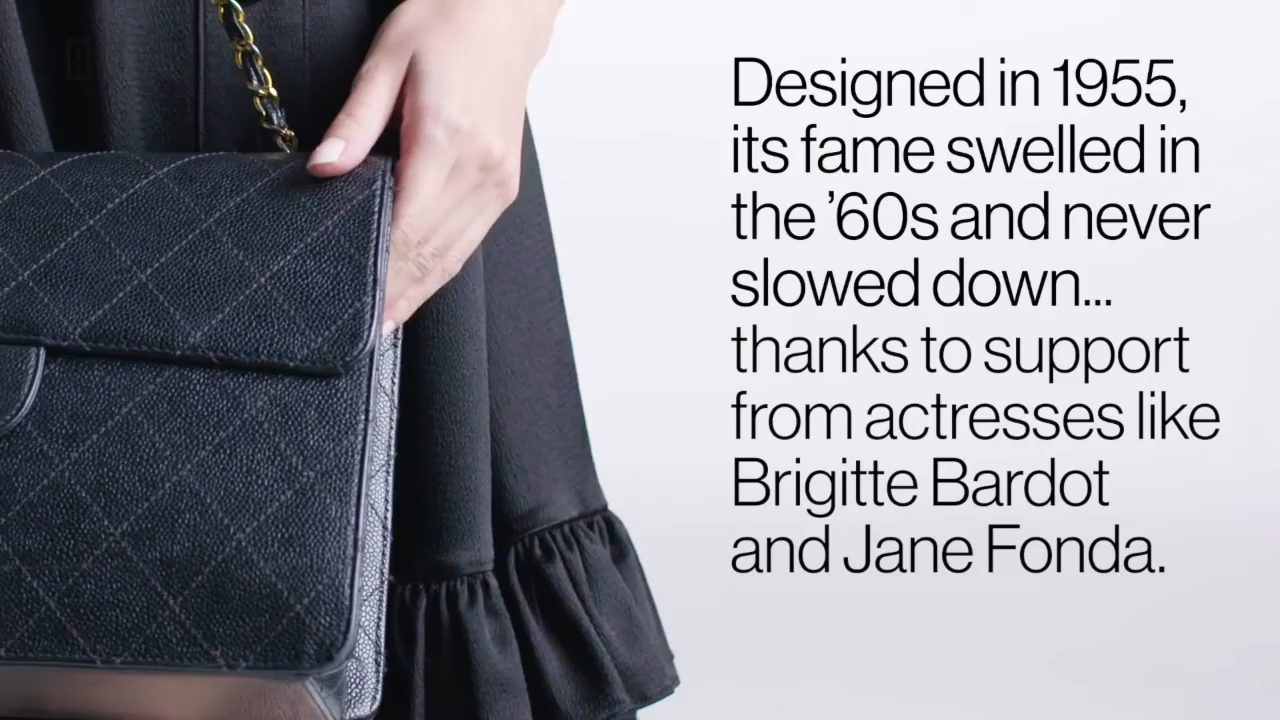 Designed in 1955,
its fame swelled in
the ’60s and never
slowed down...
thanks to support
from actresses like
Brigitte Bardot
and Jane Fonda.